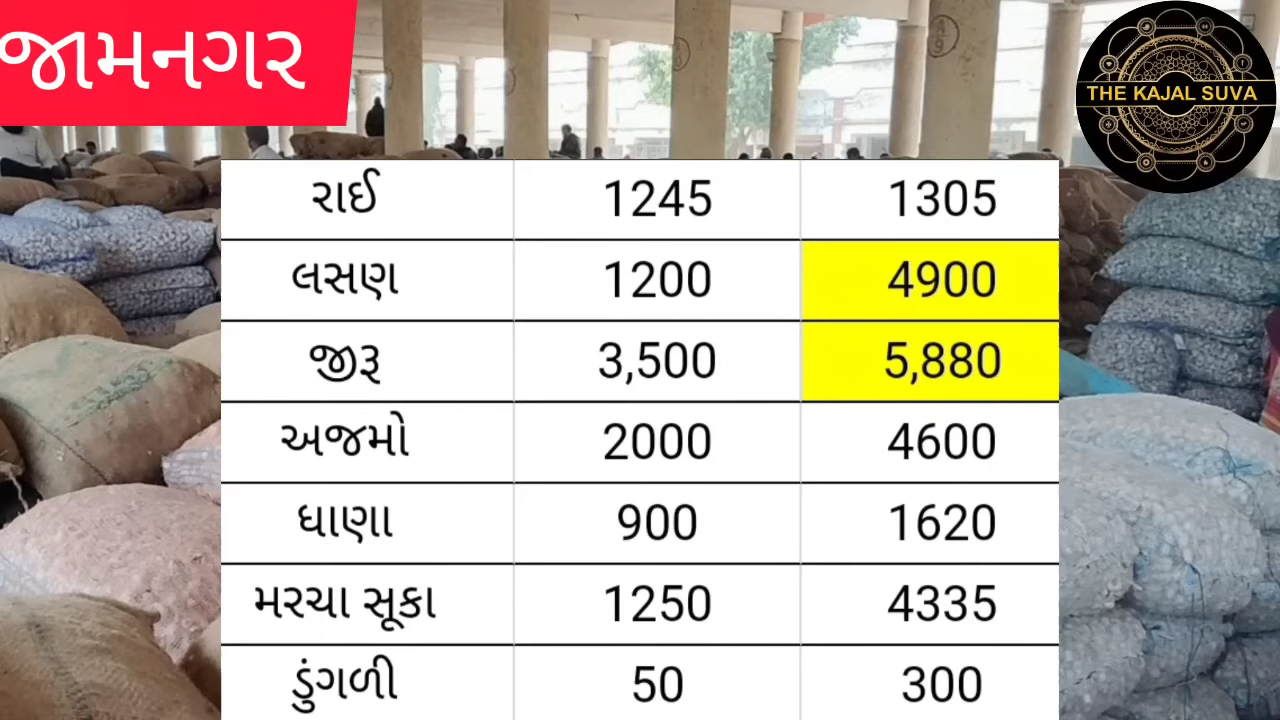 જામનગર
THE KAJAL SUVA
રાઈ 1245 1305
લસણ 1200 4900
જીરૂ 3,500 5,880
અજમો 2000 4600
ધાણા 900 1620
મરચા સૂકા 1250 4335
ડુંગળી 50 300